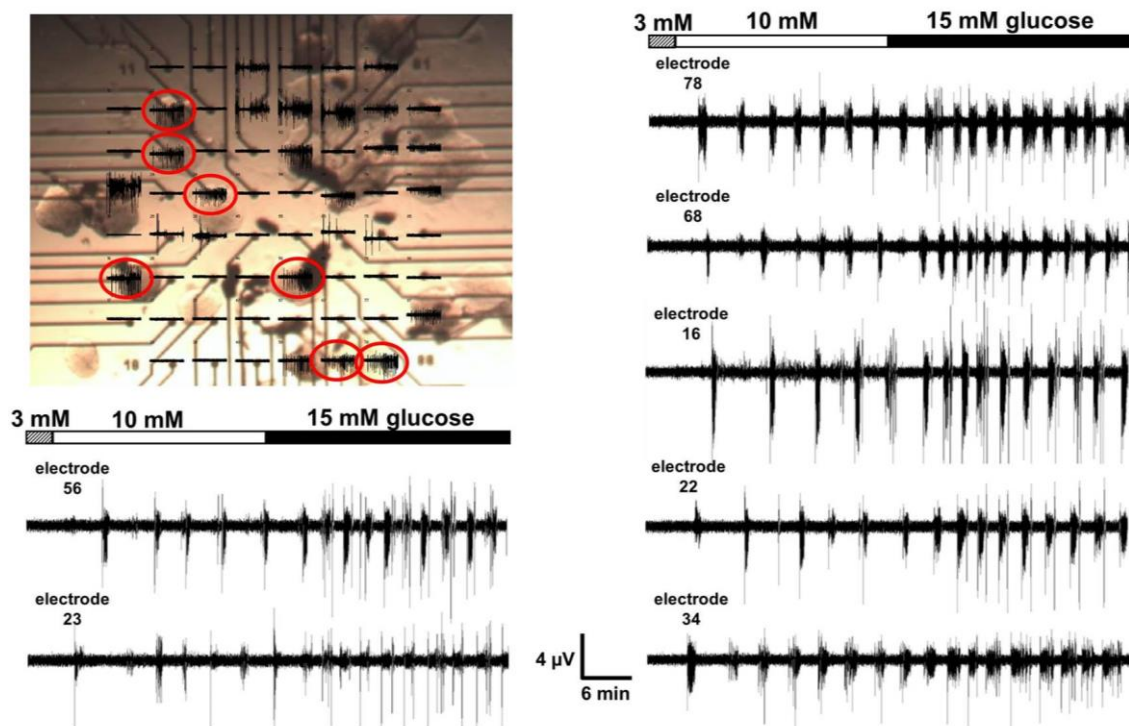 11
81
18
88
3 mM 10 mM 15 mM glucose
electrode
56
electrode
23
4 µV
6 min
3 mM 10 mM 15 mM glucose
electrode
78
electrode
68
electrode
16
electrode
22
electrode
34